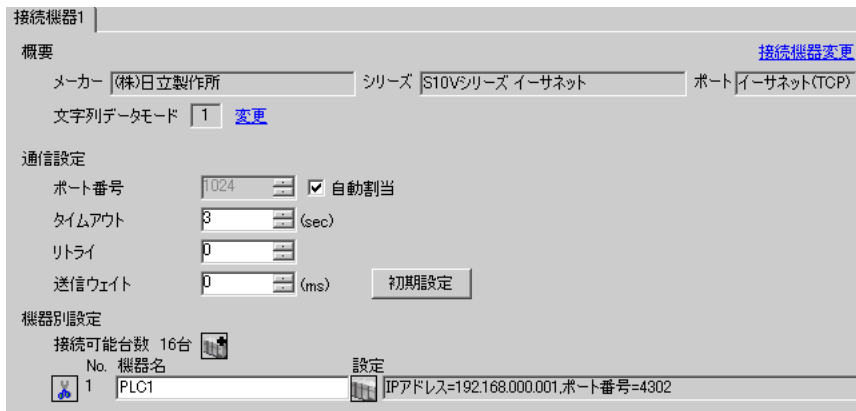 接続機器1
概要 接続機器変更
メーカー (株)日立製作所 シリーズ S10Vシリーズ イーサネット ポート イーサネット(TCP)
文字列データモード 1 変更
通信設定
ポート番号 1024 自動割当
タイムアウト 3 (sec)
リトライ 0
送信ウェイト 0 (ms) 初期設定
機器別設定
接続可能台数 16台
No. 機器名 設定
1 PLC1 IPアドレス=192.168.000.001,ポート番号=4302